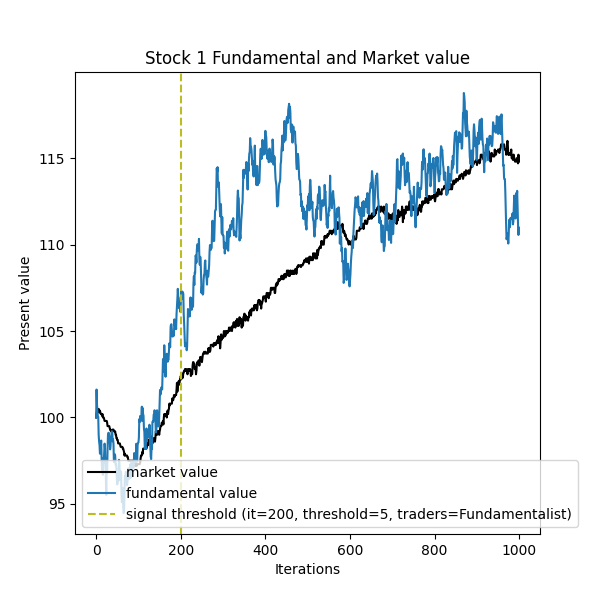 Stock 1 Fundamental and Market value
Present value
115
110
105
100
95
market value
fundamental value
signal threshold (it=200, threshold=5, traders=Fundamentalist)
0 200 400 600 800 1000
Iterations